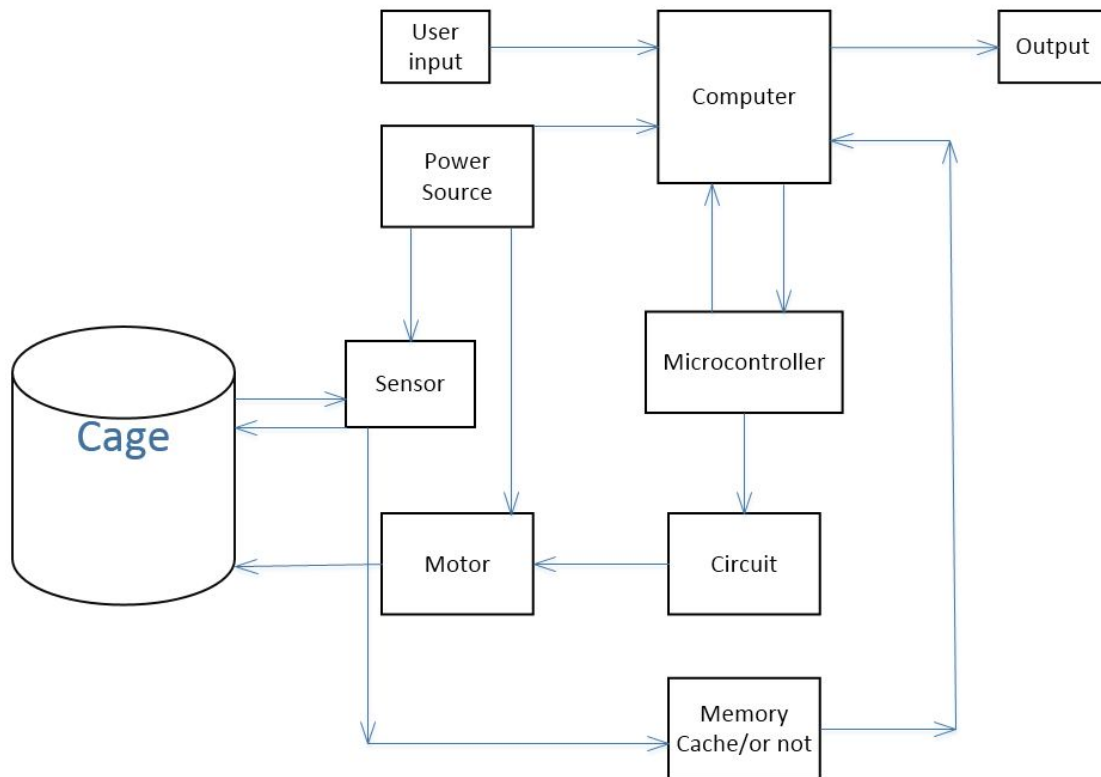 User
input
Computer
Output
Power
Source
Sensor
Microcontroller
Cage
Motor
Circuit
Memory
Cache/or not